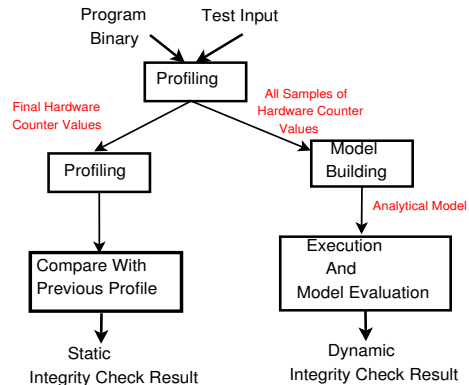 Program
Binary
Test Input
Profiling
Final Hardware
Counter Values
All Samples of
Hardware Counter
Values
Profiling
Model
Building
Analytical Model
Compare With
Previous Profile
Execution
And
Model Evaluation
Static
Integrity Check Result
Dynamic
Integrity Check Result